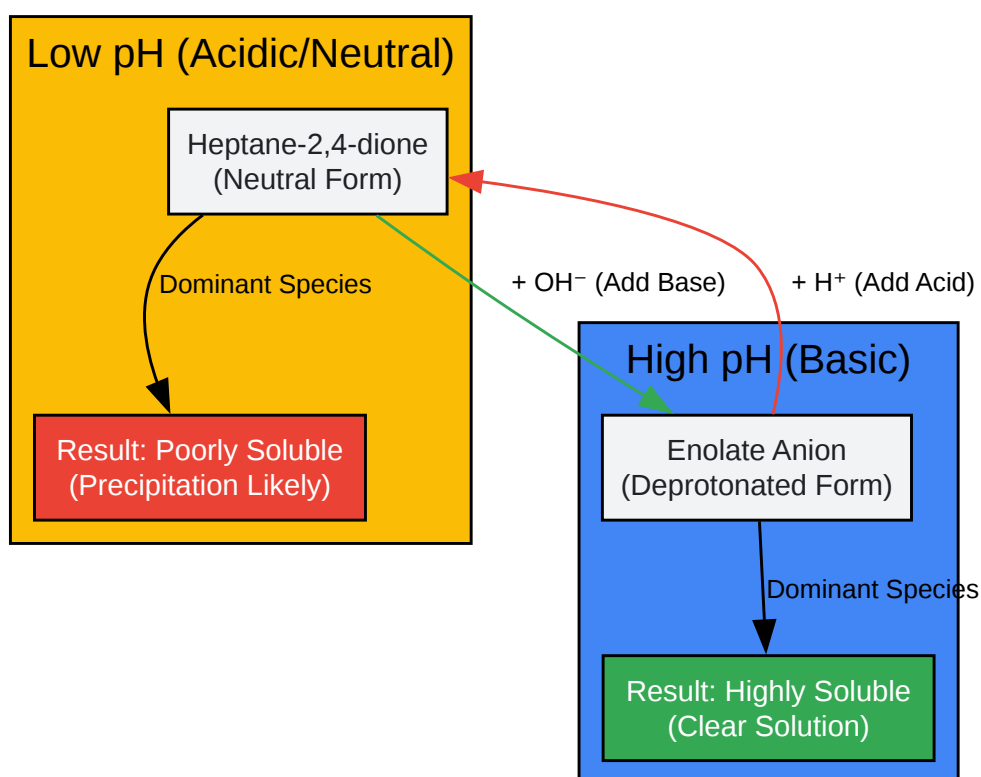 Low pH (Acidic/Neutral)
Heptane-2,4-dione
(Neutral Form)
Dominant Species
+ OH⁻ (Add Base)
+ H⁺ (Add Acid)
High pH (Basic)
Result: Poorly Soluble
(Precipitation Likely)
Enolate Anion
(Deprotonated Form)
Dominant Species
Result: Highly Soluble
(Clear Solution)